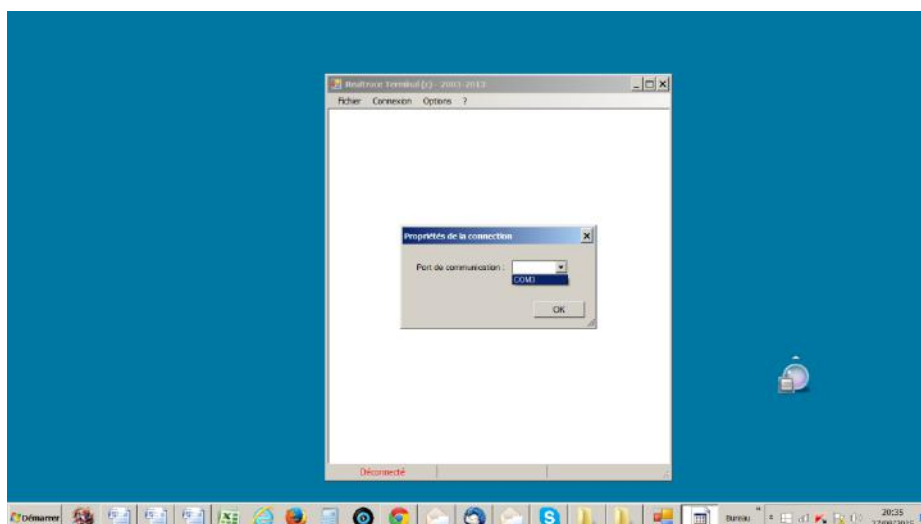 Realtrace Terminal (c) - 2003-2013
Fichier Connexion Options ?
Propriétés de la connection
Port de communication :
COM3
OK
Déconnecté
Démarrer
Bureau
20:35